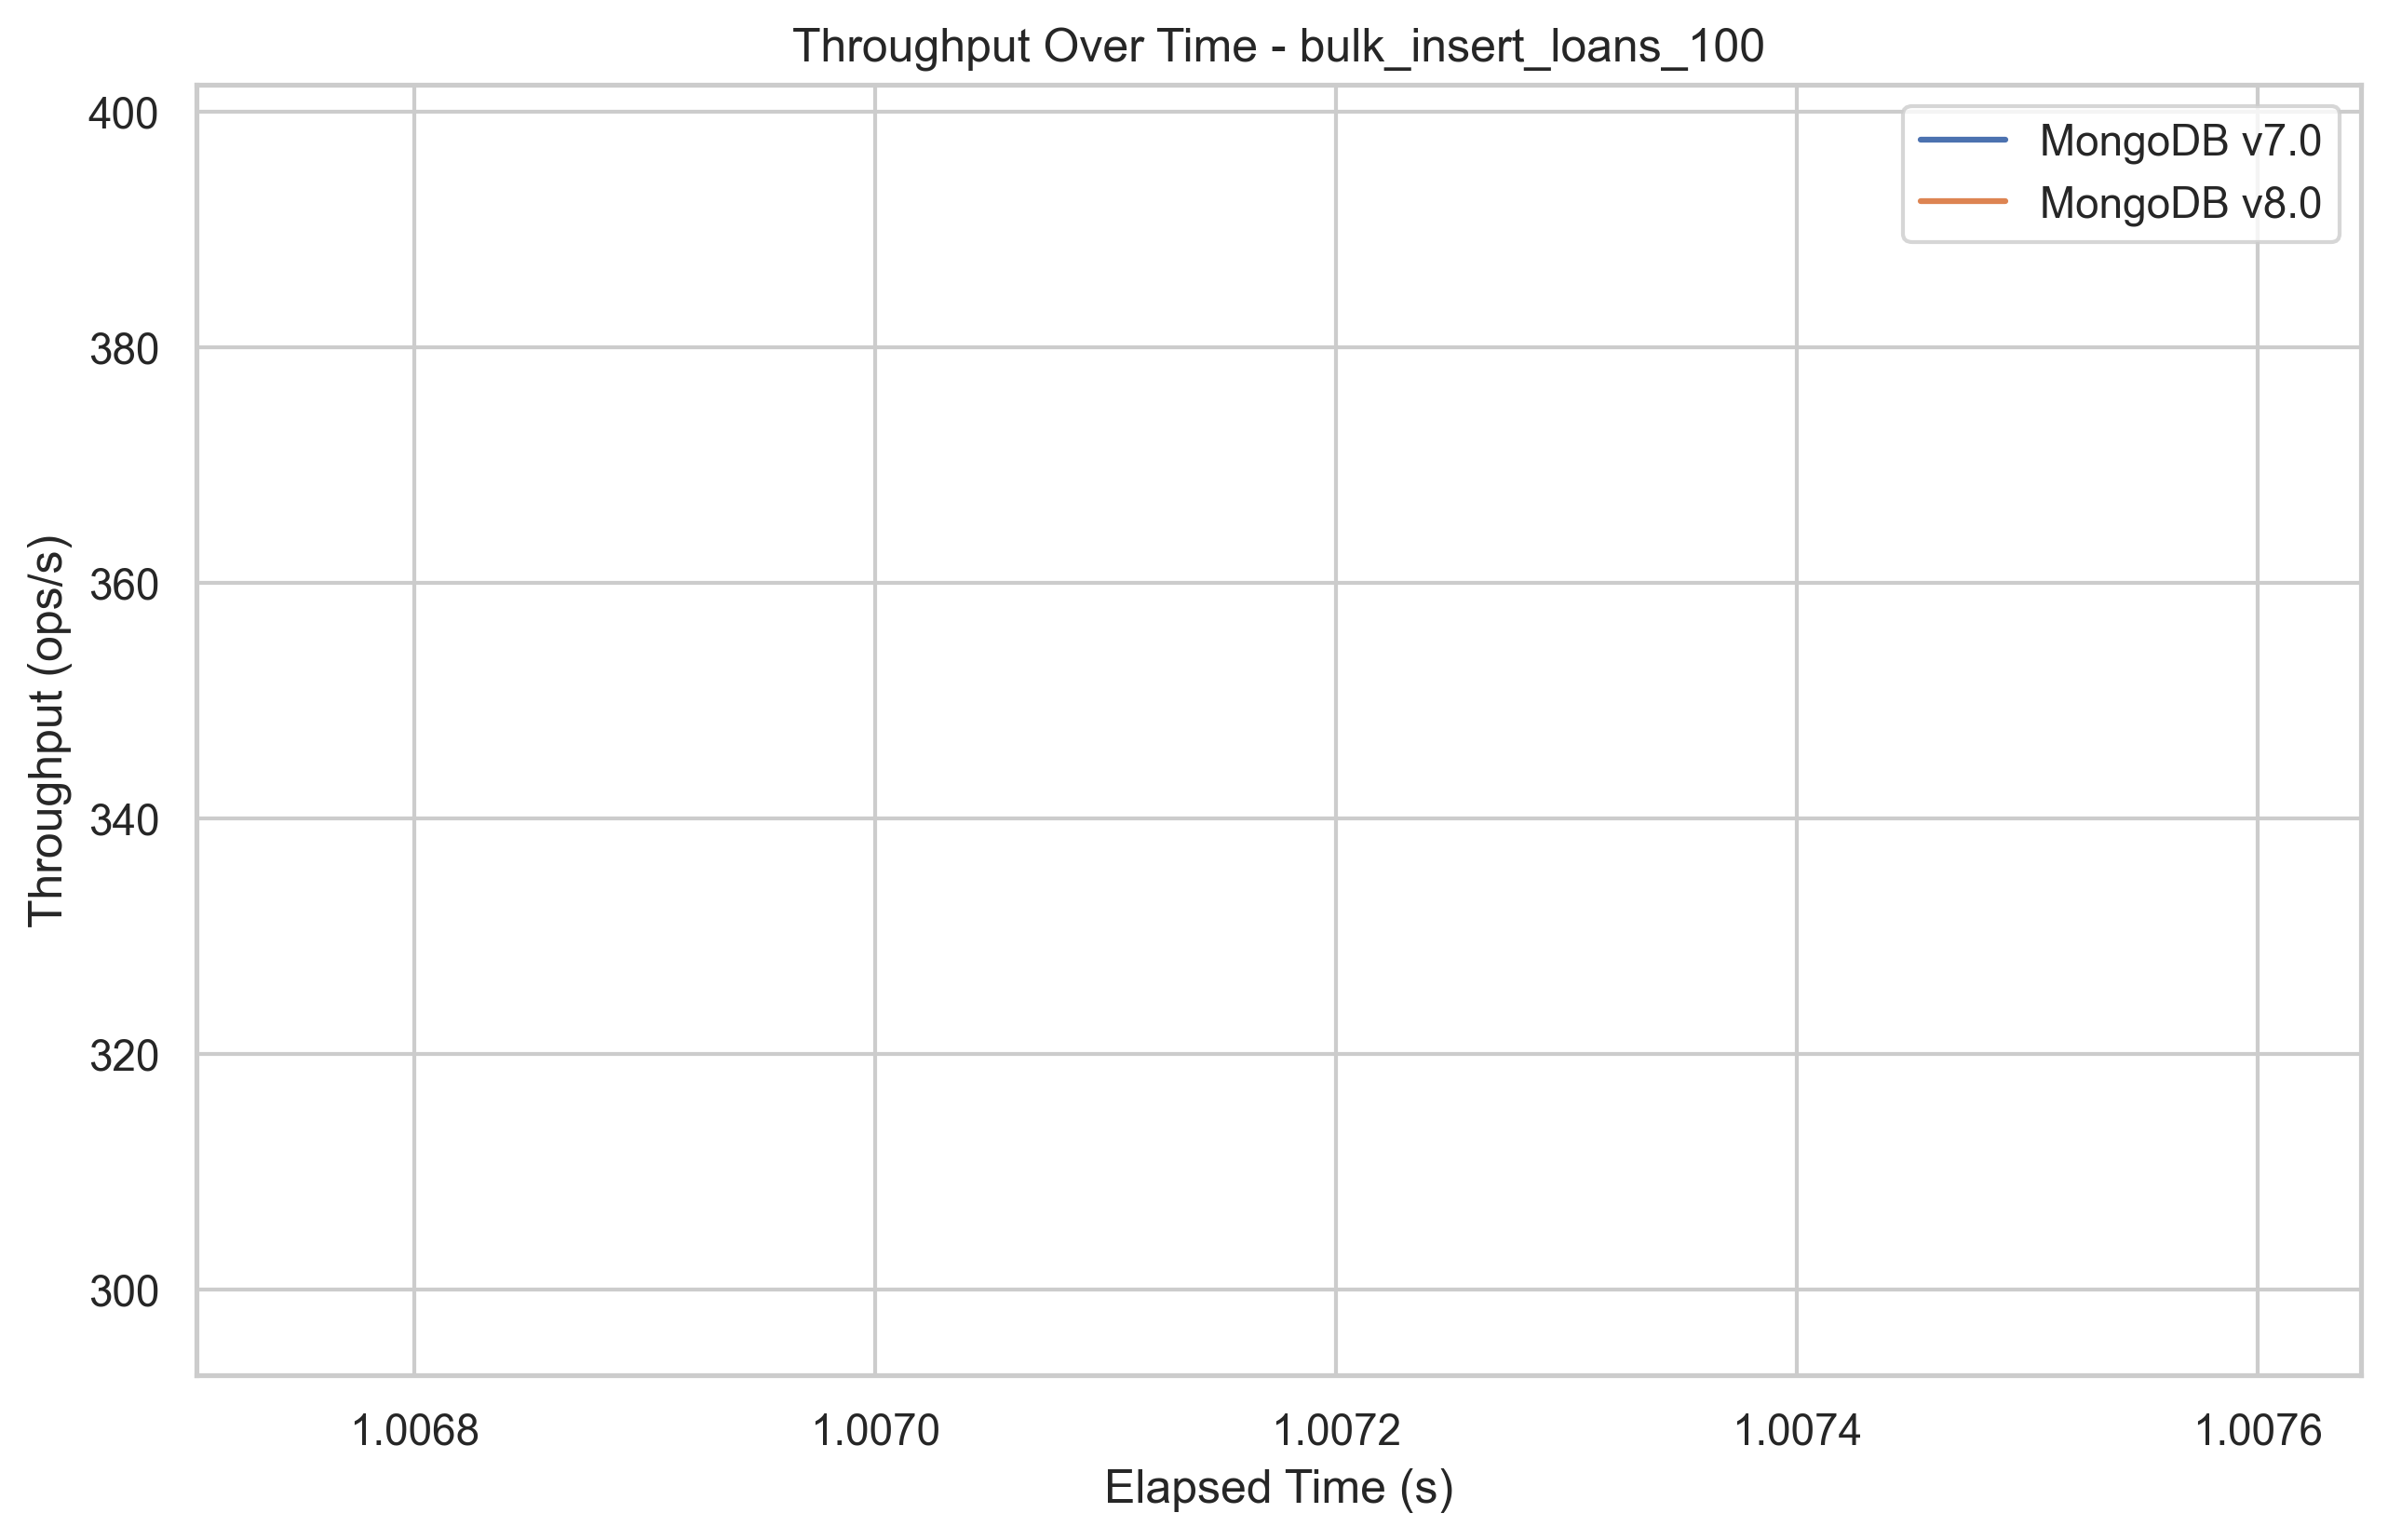 Throughput Over Time - bulk_insert_loans_100
MongoDB v7.0
MongoDB v8.0
Throughput (ops/s)
400
380
360
340
320
300
1.0068
1.0070
1.0072
1.0074
1.0076
Elapsed Time (s)